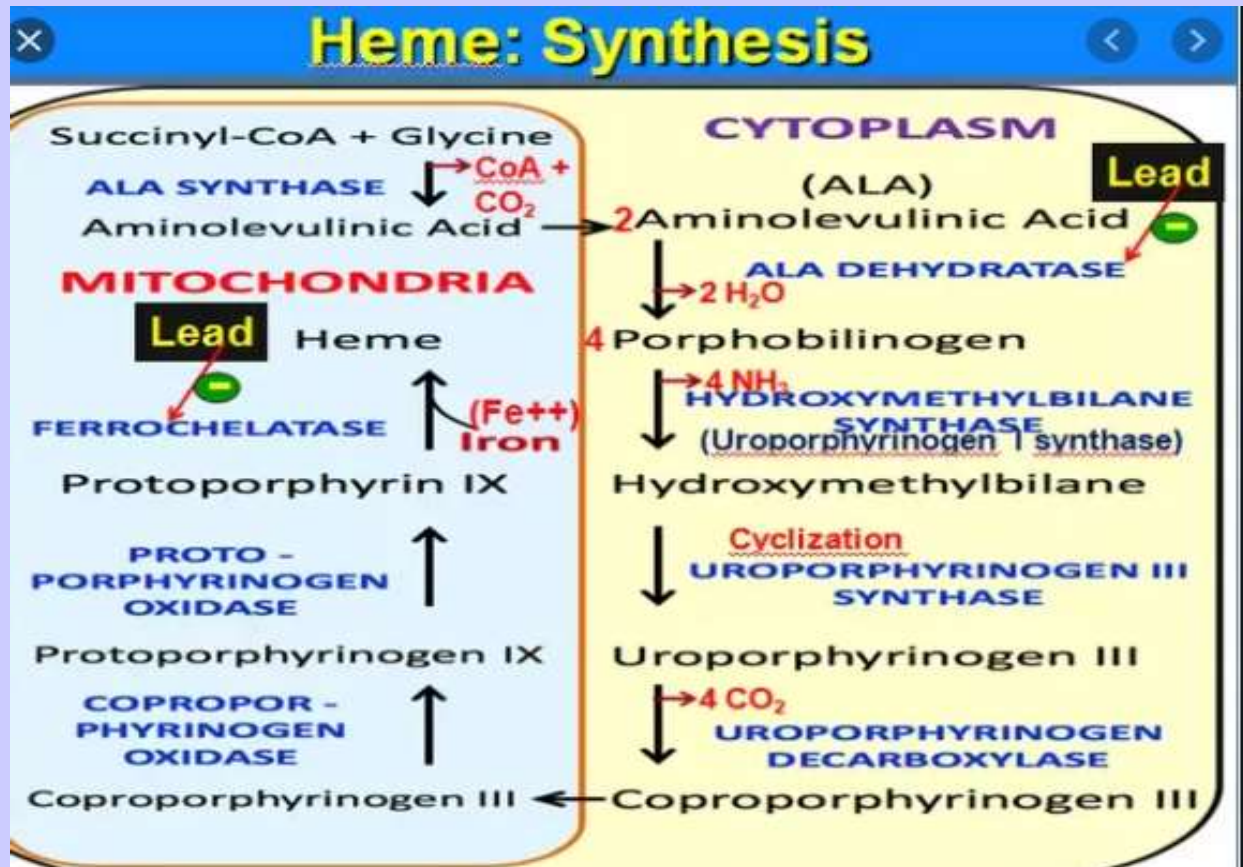 Heme: Synthesis
Succinyl-CoA + Glycine
ALA SYNTHASE
CoA +
CO₂
Aminolevulinic Acid
MITOCHONDRIA
Lead
Heme
FERROCHELATASE
(Fe++)
Iron
Protoporphyrin IX
PROTO -
PORPHYRINOGEN
OXIDASE
Protoporphyrinogen IX
COPROPOR -
PHYRINOGEN
OXIDASE
Coproporphyrinogen III
CYTOPLASM
Lead
(ALA)
2 Aminolevulinic Acid
ALA DEHYDRATASE
2 H₂O
4 Porphobilinogen
4 NH₃
HYDROXYMETHYLBILANE
SYNTHASE
(Uroporphyrinogen I synthase)
Hydroxymethylbilane
Cyclization
UROPORPHYRINOGEN III
SYNTHASE
Uroporphyrinogen III
4 CO₂
UROPORPHYRINOGEN
DECARBOXYLASE
Coproporphyrinogen III